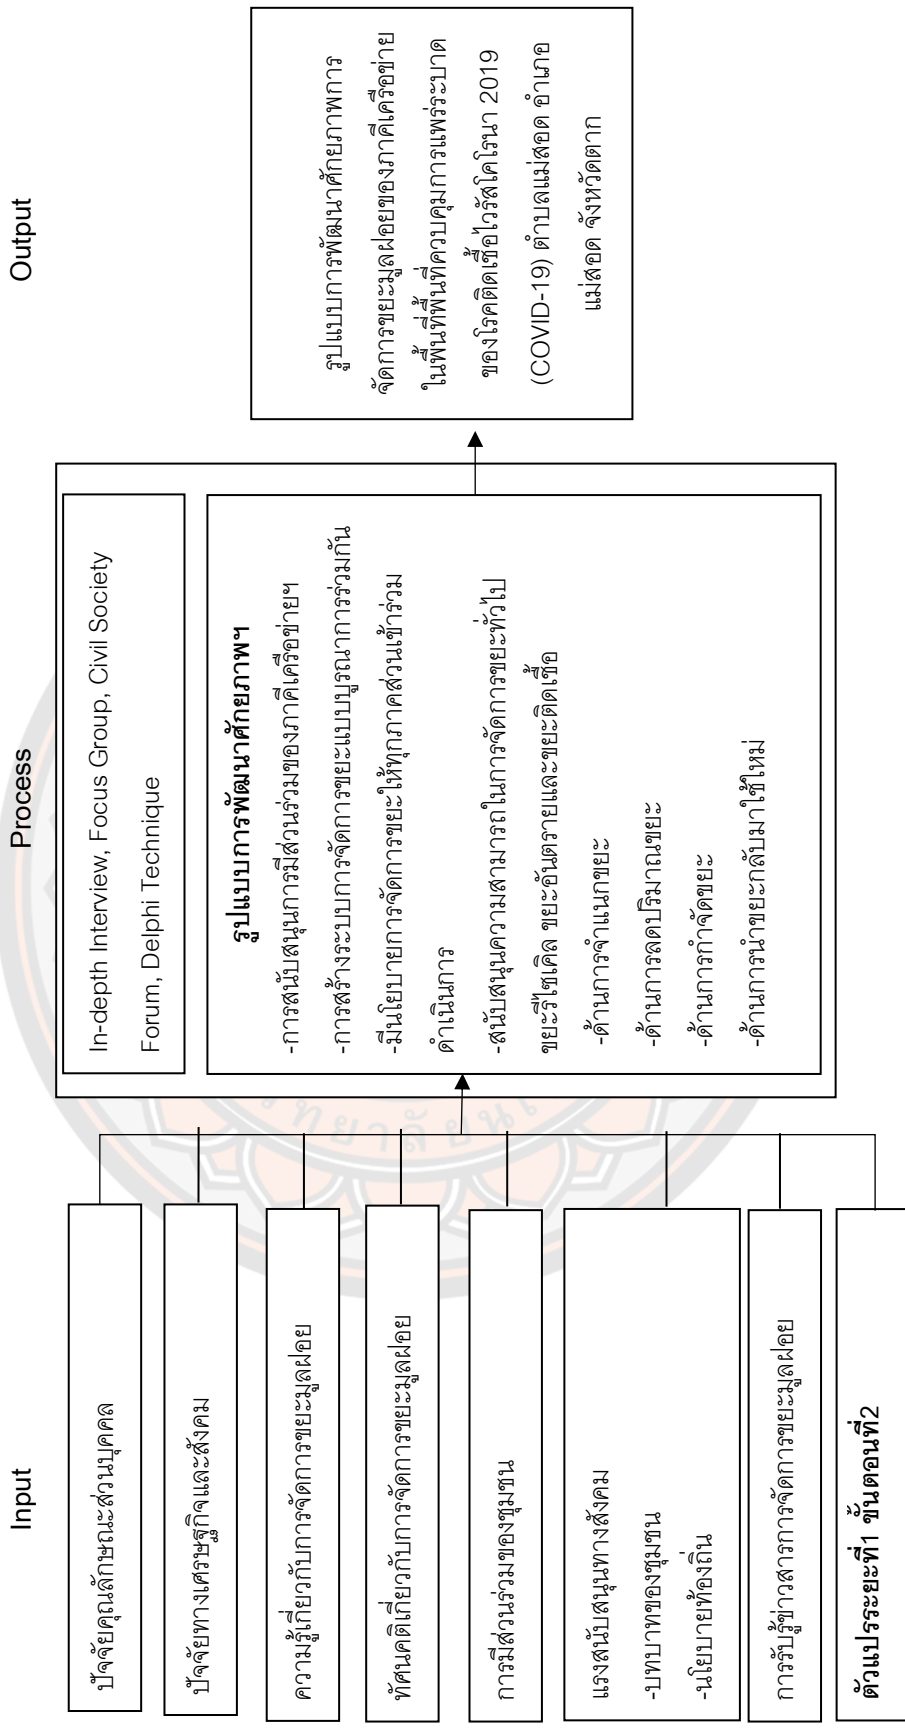 Input
ปัจจัยคุณลักษณะส่วนบุคคล
ปัจจัยทางเศรษฐกิจและสังคม
ความรู้เกี่ยวกับการจัดการขยะมูลฝอย
ทัศนคติเกี่ยวกับการจัดการขยะมูลฝอย
การมีส่วนร่วมของชุมชน
แรงสนับสนุนทางสังคม
-บทบาทของชุมชน
-นโยบายท้องถิ่น
การรับรู้ข่าวสารการจัดการขยะมูลฝอย
ตัวแปรระยะที่1 ขั้นตอนที่2
Process
In-depth Interview, Focus Group, Civil Society
Forum, Delphi Technique
รูปแบบการพัฒนาศักยภาพฯ
-การสนับสนุนการมีส่วนร่วมของภาคีเครือข่ายฯ
-การสร้างระบบการจัดการขยะแบบบูรณาการร่วมกัน
-มีนโยบายการจัดการขยะให้ทุกภาคส่วนเข้าร่วม
ดำเนินการ
-สนับสนุนความสามารถในการจัดการขยะทั่วไป
ขยะรีไซเคิล ขยะอันตรายและขยะติดเชื้อ
-ด้านการจำแนกขยะ
-ด้านการลดปริมาณขยะ
-ด้านการกำจัดขยะ
-ด้านการนำขยะกลับมาใช้ใหม่
Output
รูปแบบการพัฒนาศักยภาพการ
จัดการขยะมูลฝอยของภาคีเครือข่าย
ในพื้นที่พื้นที่ควบคุมการแพร่ระบาด
ของโรคติดเชื้อไวรัสโคโรนา 2019
(COVID-19) ตำบลแม่สอด อำเภอ
แม่สอด จังหวัดตาก